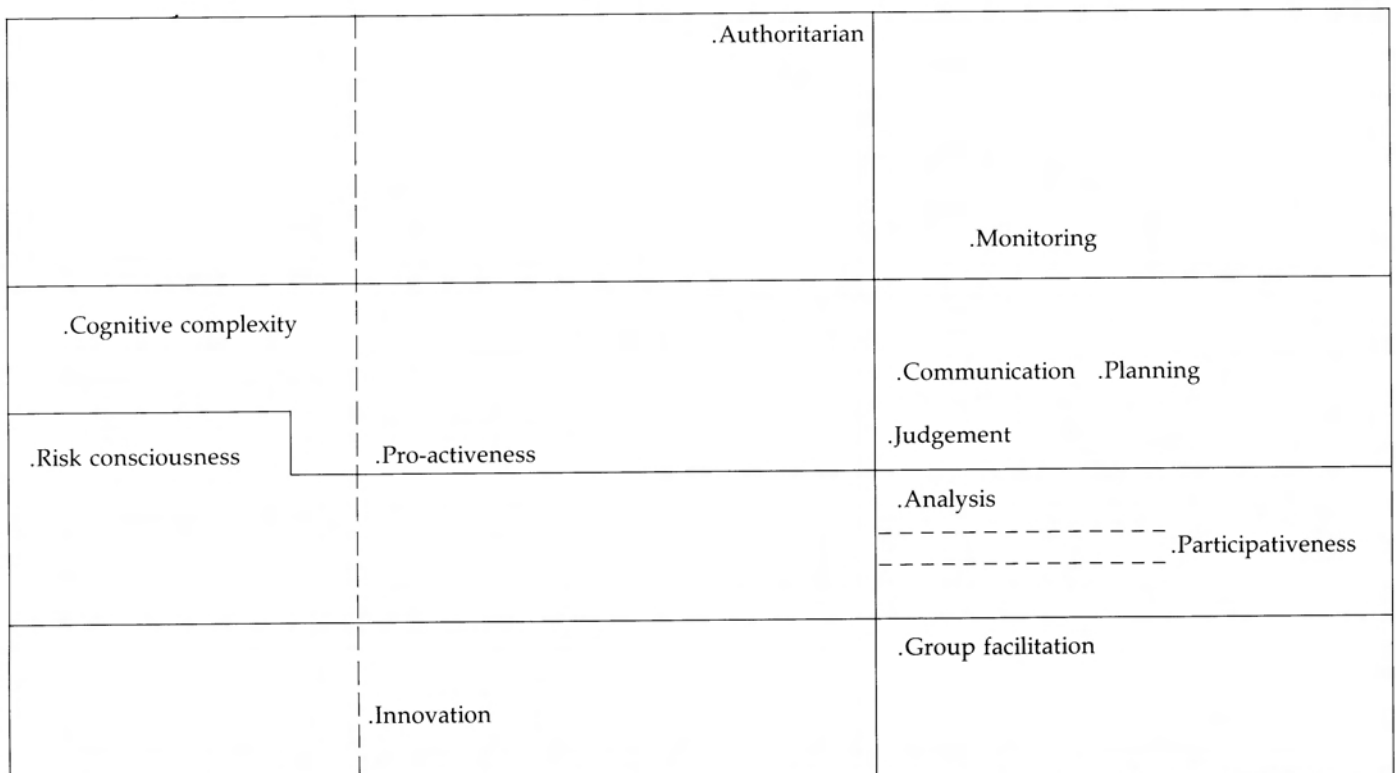 .Authoritarian
.Monitoring
.Cognitive complexity
.Communication .Planning
.Judgement
.Risk consciousness .Pro-activeness
.Analysis
.Participativeness
.Group facilitation
.Innovation